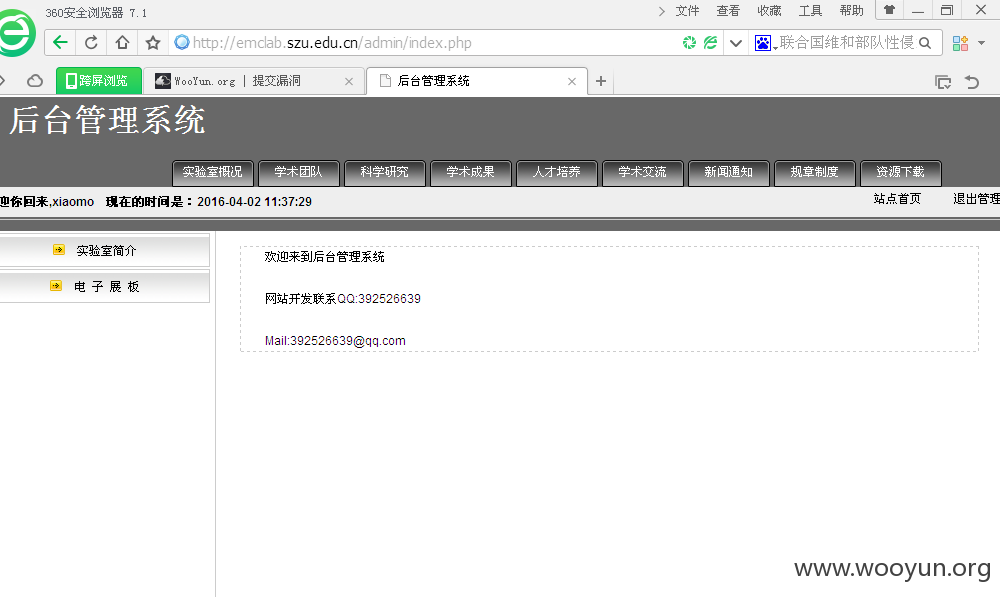 360安全浏览器 7.1
文件 查看 收藏 工具 帮助
http://emclab.szu.edu.cn/admin/index.php
联合国维和部队性侵
跨屏浏览
WooYun.org | 提交漏洞
后台管理系统
后台管理系统
实验室概况 学术团队 科学研究 学术成果 人才培养 学术交流 新闻通知 规章制度 资源下载
迎你回来,xiaomo 现在的时间是：2016-04-02 11:37:29
站点首页 退出管理
实验室简介
电 子 展 板
欢迎来到后台管理系统
网站开发联系QQ:392526639
Mail:392526639@qq.com
www.wooyun.org